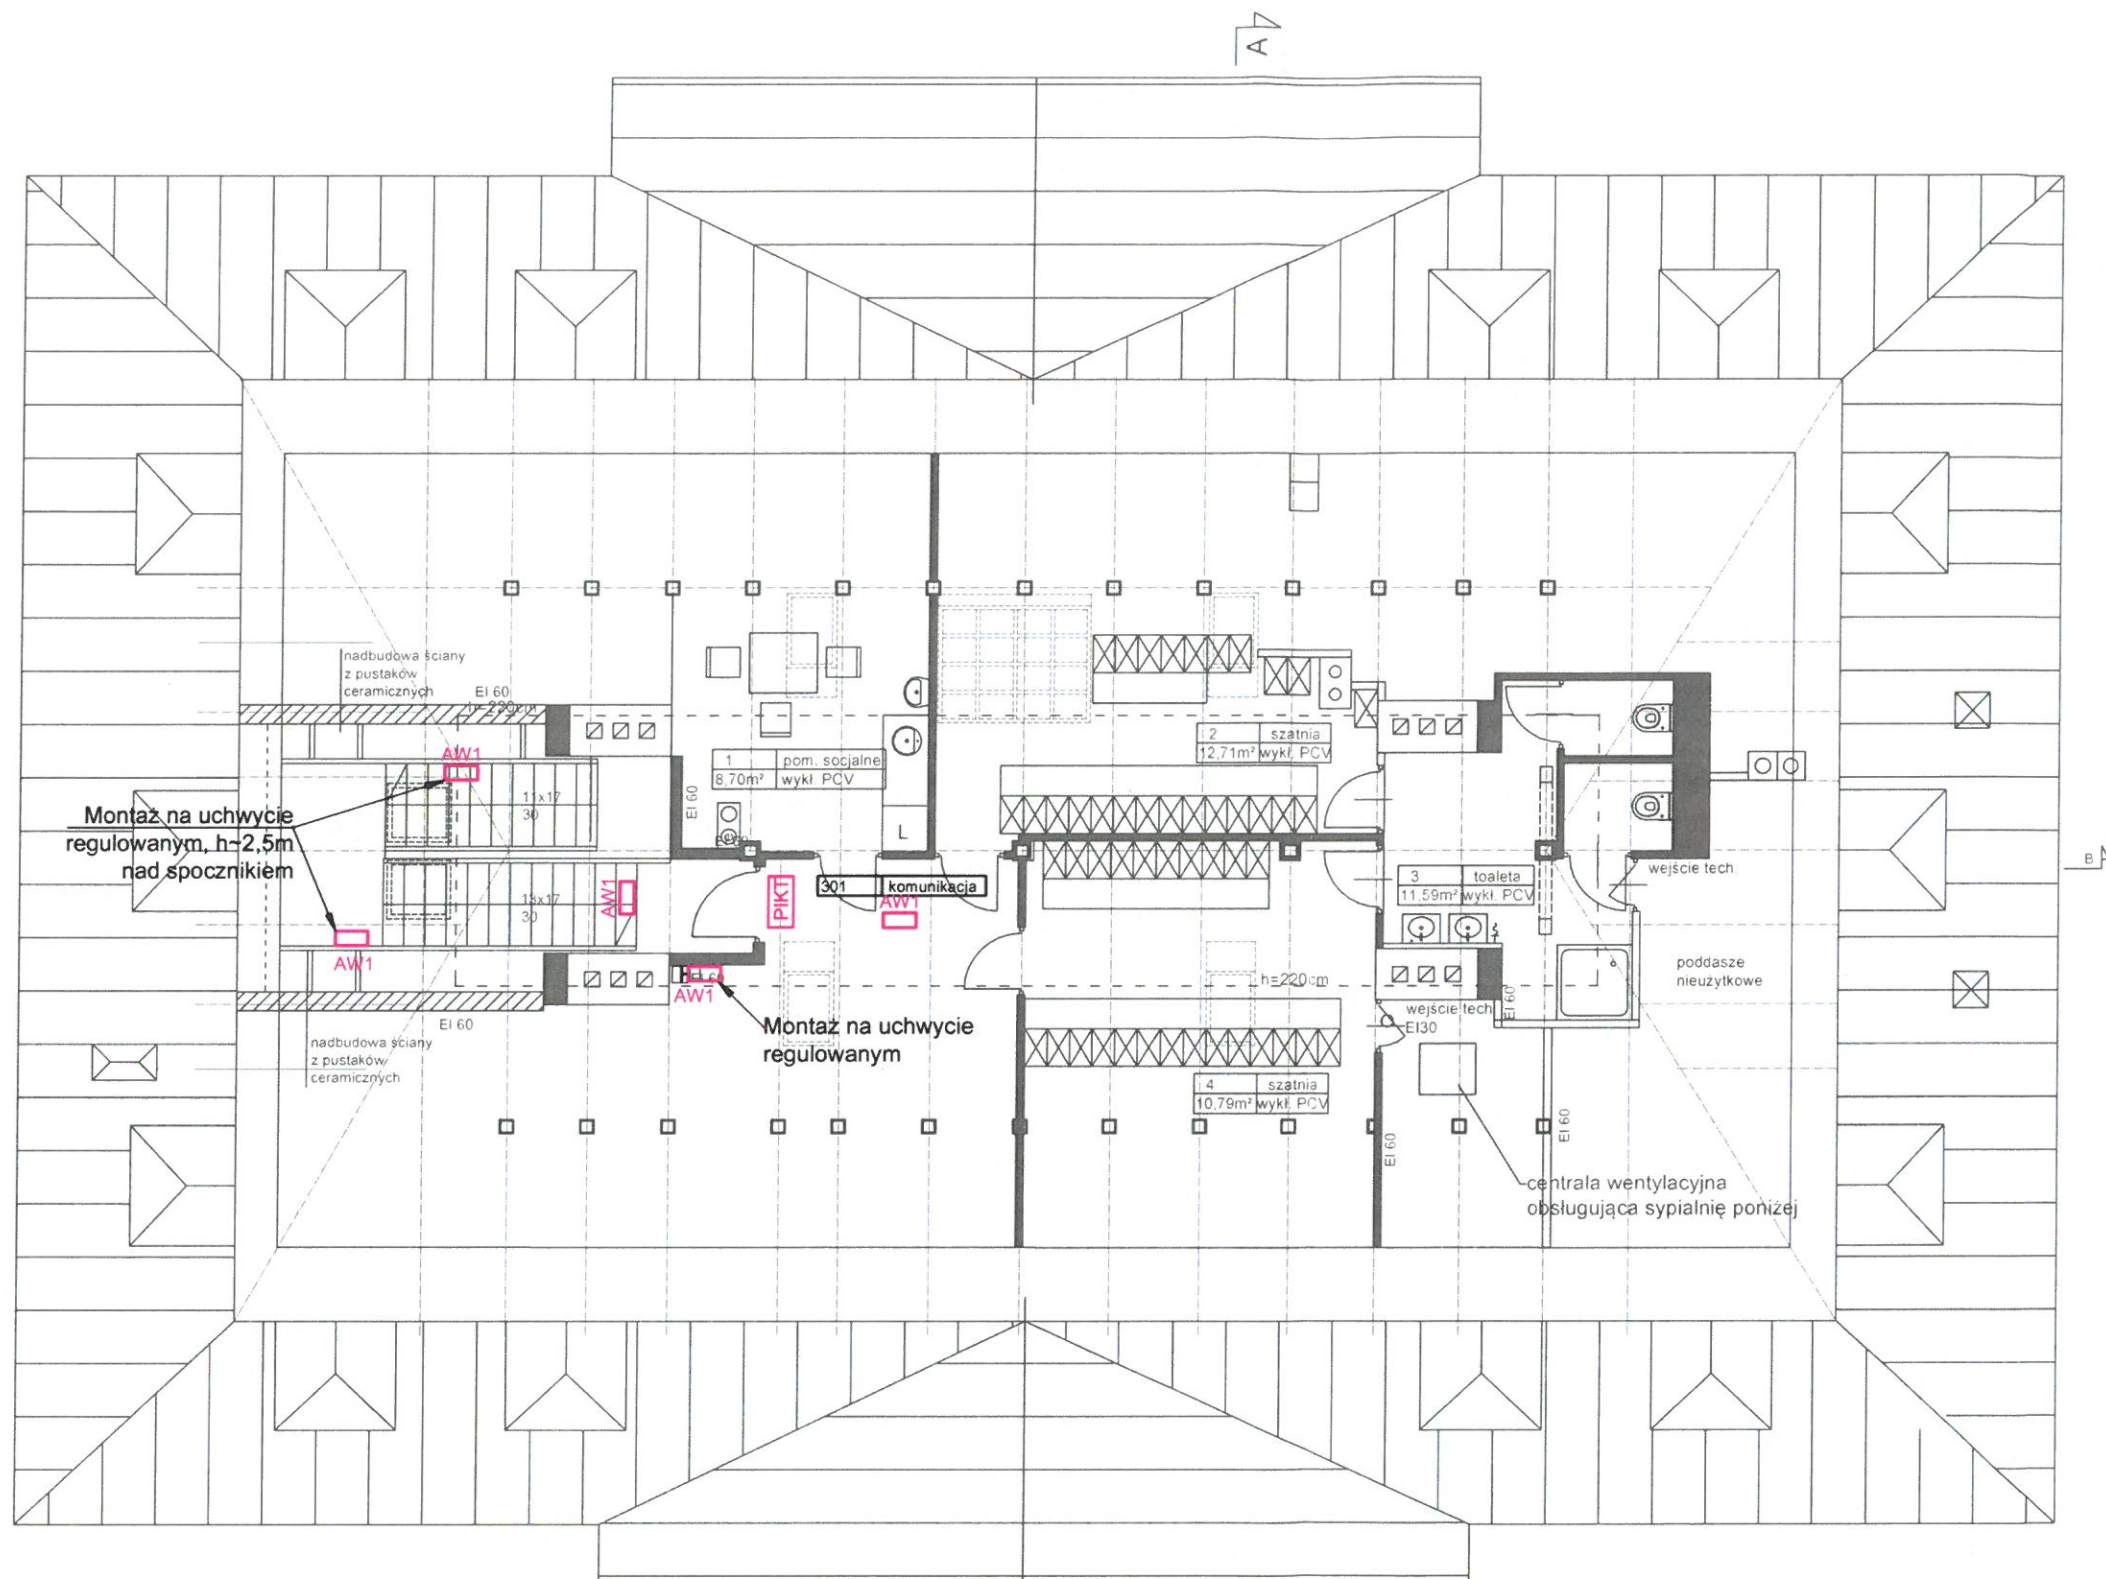 A
nadbudowa ściany
z pustaków
ceramicznych
EI 60
h=220cm
AW1
Montaż na uchwycie
regulowanym, h~2,5m
nad spocznikiem
11x17
30
13x17
30
AW1
AW1
EI 60
1 pom. socjalne
8,70m² wykł. PCV
L
2 szatnia
12,71m² wykł. PCV
PIKT
301 komunikacja
AW1
3 toaleta
11,59m² wykł. PCV
wejście tech.
B
AW1
Montaż na uchwycie
regulowanym
EI 60
nadbudowa ściany
z pustaków
ceramicznych
h=220cm
wejście tech.
EI30
EI 60
poddasze
nieużytkowe
4 szatnia
10,79m² wykł. PCV
EI 60
EI 60
centrala wentylacyjna
obsługująca sypialnię poniżej